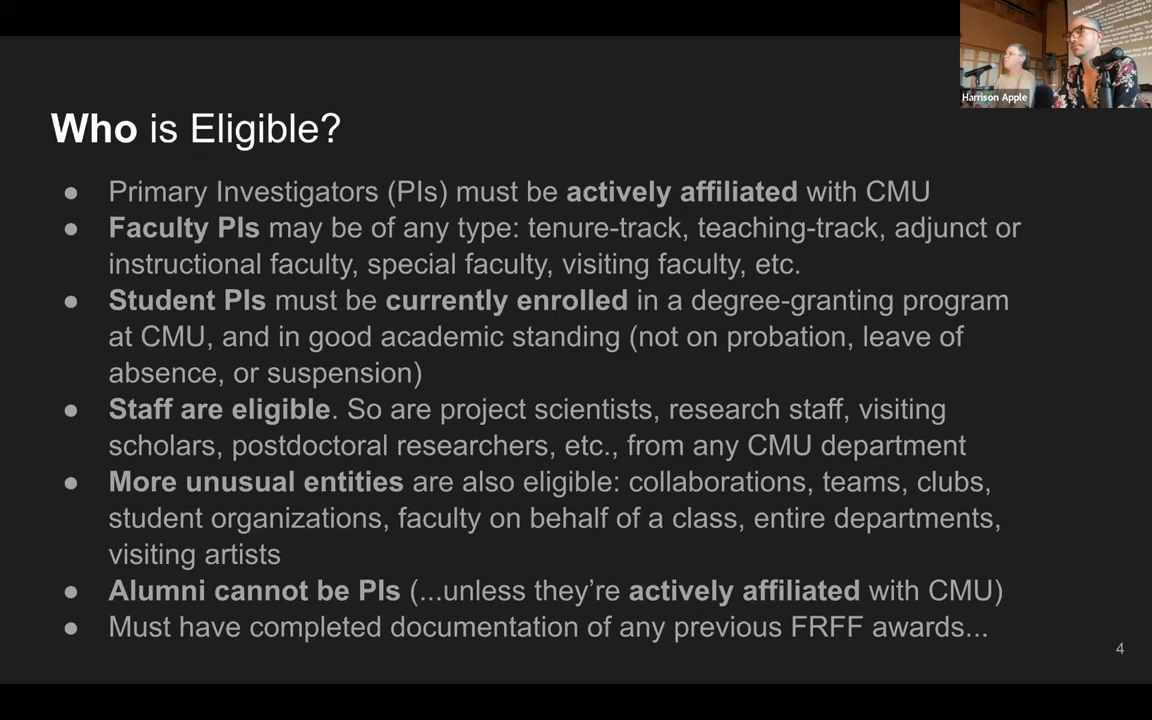 Who is Eligible?
● Primary Investigators (PIs) must be actively affiliated with CMU
● Faculty PIs may be of any type: tenure-track, teaching-track, adjunct or
instructional faculty, special faculty, visiting faculty, etc.
● Student PIs must be currently enrolled in a degree-granting program
at CMU, and in good academic standing (not on probation, leave of
absence, or suspension)
● Staff are eligible. So are project scientists, research staff, visiting
scholars, postdoctoral researchers, etc., from any CMU department
● More unusual entities are also eligible: collaborations, teams, clubs,
student organizations, faculty on behalf of a class, entire departments,
visiting artists
● Alumni cannot be PIs (...unless they’re actively affiliated with CMU)
● Must have completed documentation of any previous FRFF awards...
4
Harrison Apple